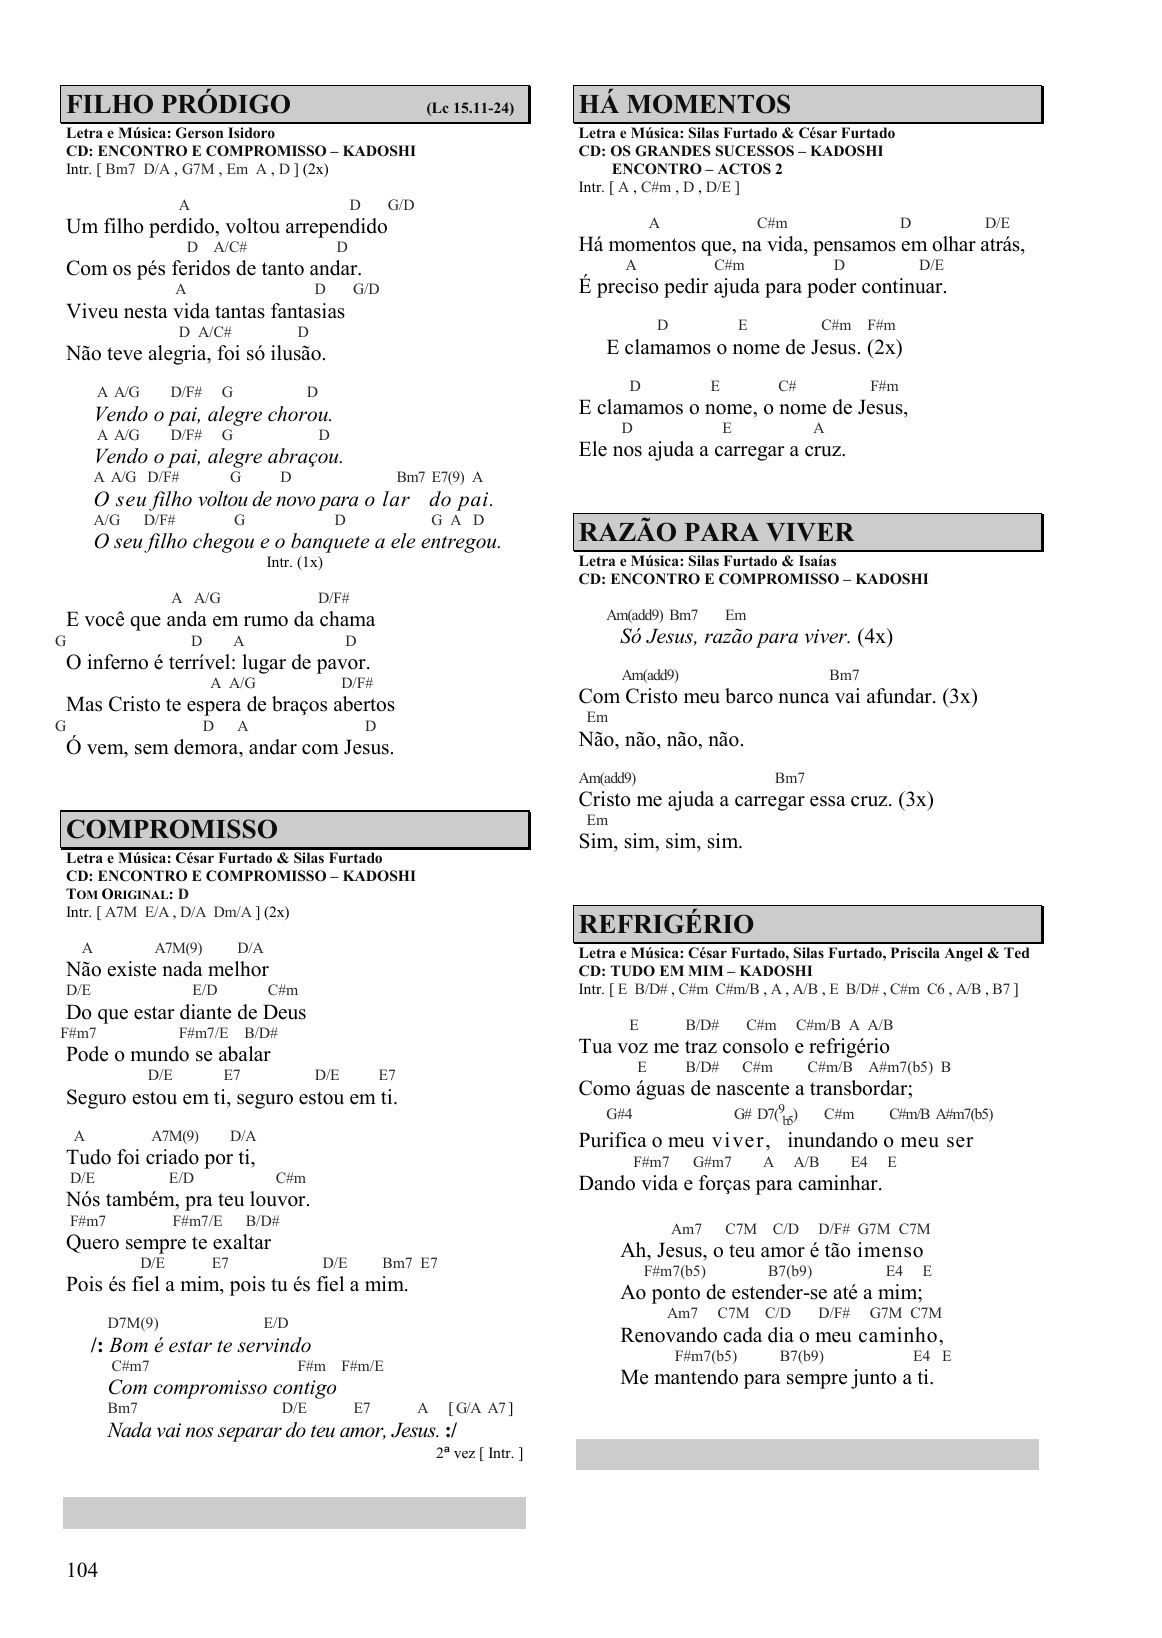 FILHO PRÓDIGO (Lc 15.11-24)
Letra e Música: Gerson Isidoro
CD: ENCONTRO E COMPROMISSO – KADOSHI
Intr. [ Bm7 D/A , G7M , Em A , D ] (2x)
A D G/D
Um filho perdido, voltou arrependido
D A/C# D
Com os pés feridos de tanto andar.
A D G/D
Viveu nesta vida tantas fantasias
D A/C# D
Não teve alegria, foi só ilusão.
A A/G D/F# G D
Vendo o pai, alegre chorou.
A A/G D/F# G D
Vendo o pai, alegre abraçou.
A A/G D/F# G D Bm7 E7(9) A
O seu filho voltou de novo para o lar do pai.
A/G D/F# G D G A D
O seu filho chegou e o banquete a ele entregou.
Intr. (1x)
A A/G D/F#
E você que anda em rumo da chama
G D A D
O inferno é terrível: lugar de pavor.
A A/G D/F#
Mas Cristo te espera de braços abertos
G D A D
Ó vem, sem demora, andar com Jesus.
COMPROMISSO
Letra e Música: César Furtado & Silas Furtado
CD: ENCONTRO E COMPROMISSO – KADOSHI
TOM ORIGINAL: D
Intr. [ A7M E/A , D/A Dm/A ] (2x)
A A7M(9) D/A
Não existe nada melhor
D/E E/D C#m
Do que estar diante de Deus
F#m7 F#m7/E B/D#
Pode o mundo se abalar
D/E E7 D/E E7
Seguro estou em ti, seguro estou em ti.
A A7M(9) D/A
Tudo foi criado por ti,
D/E E/D C#m
Nós também, pra teu louvor.
F#m7 F#m7/E B/D#
Quero sempre te exaltar
D/E E7 D/E Bm7 E7
Pois és fiel a mim, pois tu és fiel a mim.
D7M(9) E/D
/: Bom é estar te servindo
C#m7 F#m F#m/E
Com compromisso contigo
Bm7 D/E E7 A [ G/A A7 ]
Nada vai nos separar do teu amor, Jesus. :/
2ª vez [ Intr. ]
104
HÁ MOMENTOS
Letra e Música: Silas Furtado & César Furtado
CD: OS GRANDES SUCESSOS – KADOSHI
ENCONTRO – ACTOS 2
Intr. [ A , C#m , D , D/E ]
A C#m D D/E
Há momentos que, na vida, pensamos em olhar atrás,
A C#m D D/E
É preciso pedir ajuda para poder continuar.
D E C#m F#m
E clamamos o nome de Jesus. (2x)
D E C# F#m
E clamamos o nome, o nome de Jesus,
D E A
Ele nos ajuda a carregar a cruz.
RAZÃO PARA VIVER
Letra e Música: Silas Furtado & Isaías
CD: ENCONTRO E COMPROMISSO – KADOSHI
Am(add9) Bm7 Em
Só Jesus, razão para viver. (4x)
Am(add9) Bm7
Com Cristo meu barco nunca vai afundar. (3x)
Em
Não, não, não, não.
Am(add9) Bm7
Cristo me ajuda a carregar essa cruz. (3x)
Em
Sim, sim, sim, sim.
REFRIGÉRIO
Letra e Música: César Furtado, Silas Furtado, Priscila Angel & Ted
CD: TUDO EM MIM – KADOSHI
Intr. [ E B/D# , C#m C#m/B , A , A/B , E B/D# , C#m C6 , A/B , B7 ]
E B/D# C#m C#m/B A A/B
Tua voz me traz consolo e refrigério
E B/D# C#m C#m/B A#m7(b5) B
Como águas de nascente a transbordar;
G#4 G# D7(9 b5) C#m C#m/B A#m7(b5)
Purifica o meu viver, inundando o meu ser
F#m7 G#m7 A A/B E4 E
Dando vida e forças para caminhar.
Am7 C7M C/D D/F# G7M C7M
Ah, Jesus, o teu amor é tão imenso
F#m7(b5) B7(b9) E4 E
Ao ponto de estender-se até a mim;
Am7 C7M C/D D/F# G7M C7M
Renovando cada dia o meu caminho,
F#m7(b5) B7(b9) E4 E
Me mantendo para sempre junto a ti.